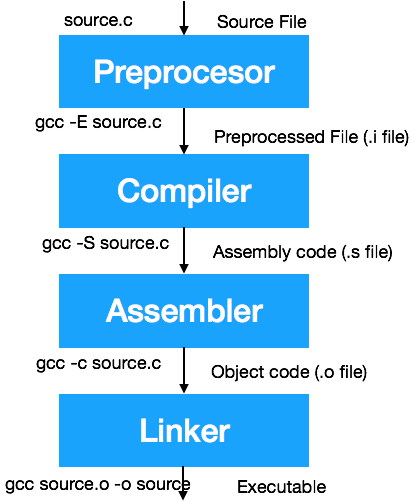 source.c
Source File
Preprocesor
gcc -E source.c
Preprocessed File (.i file)
Compiler
gcc -S source.c
Assembly code (.s file)
Assembler
gcc -c source.c
Object code (.o file)
Linker
gcc source.o -o source
Executable